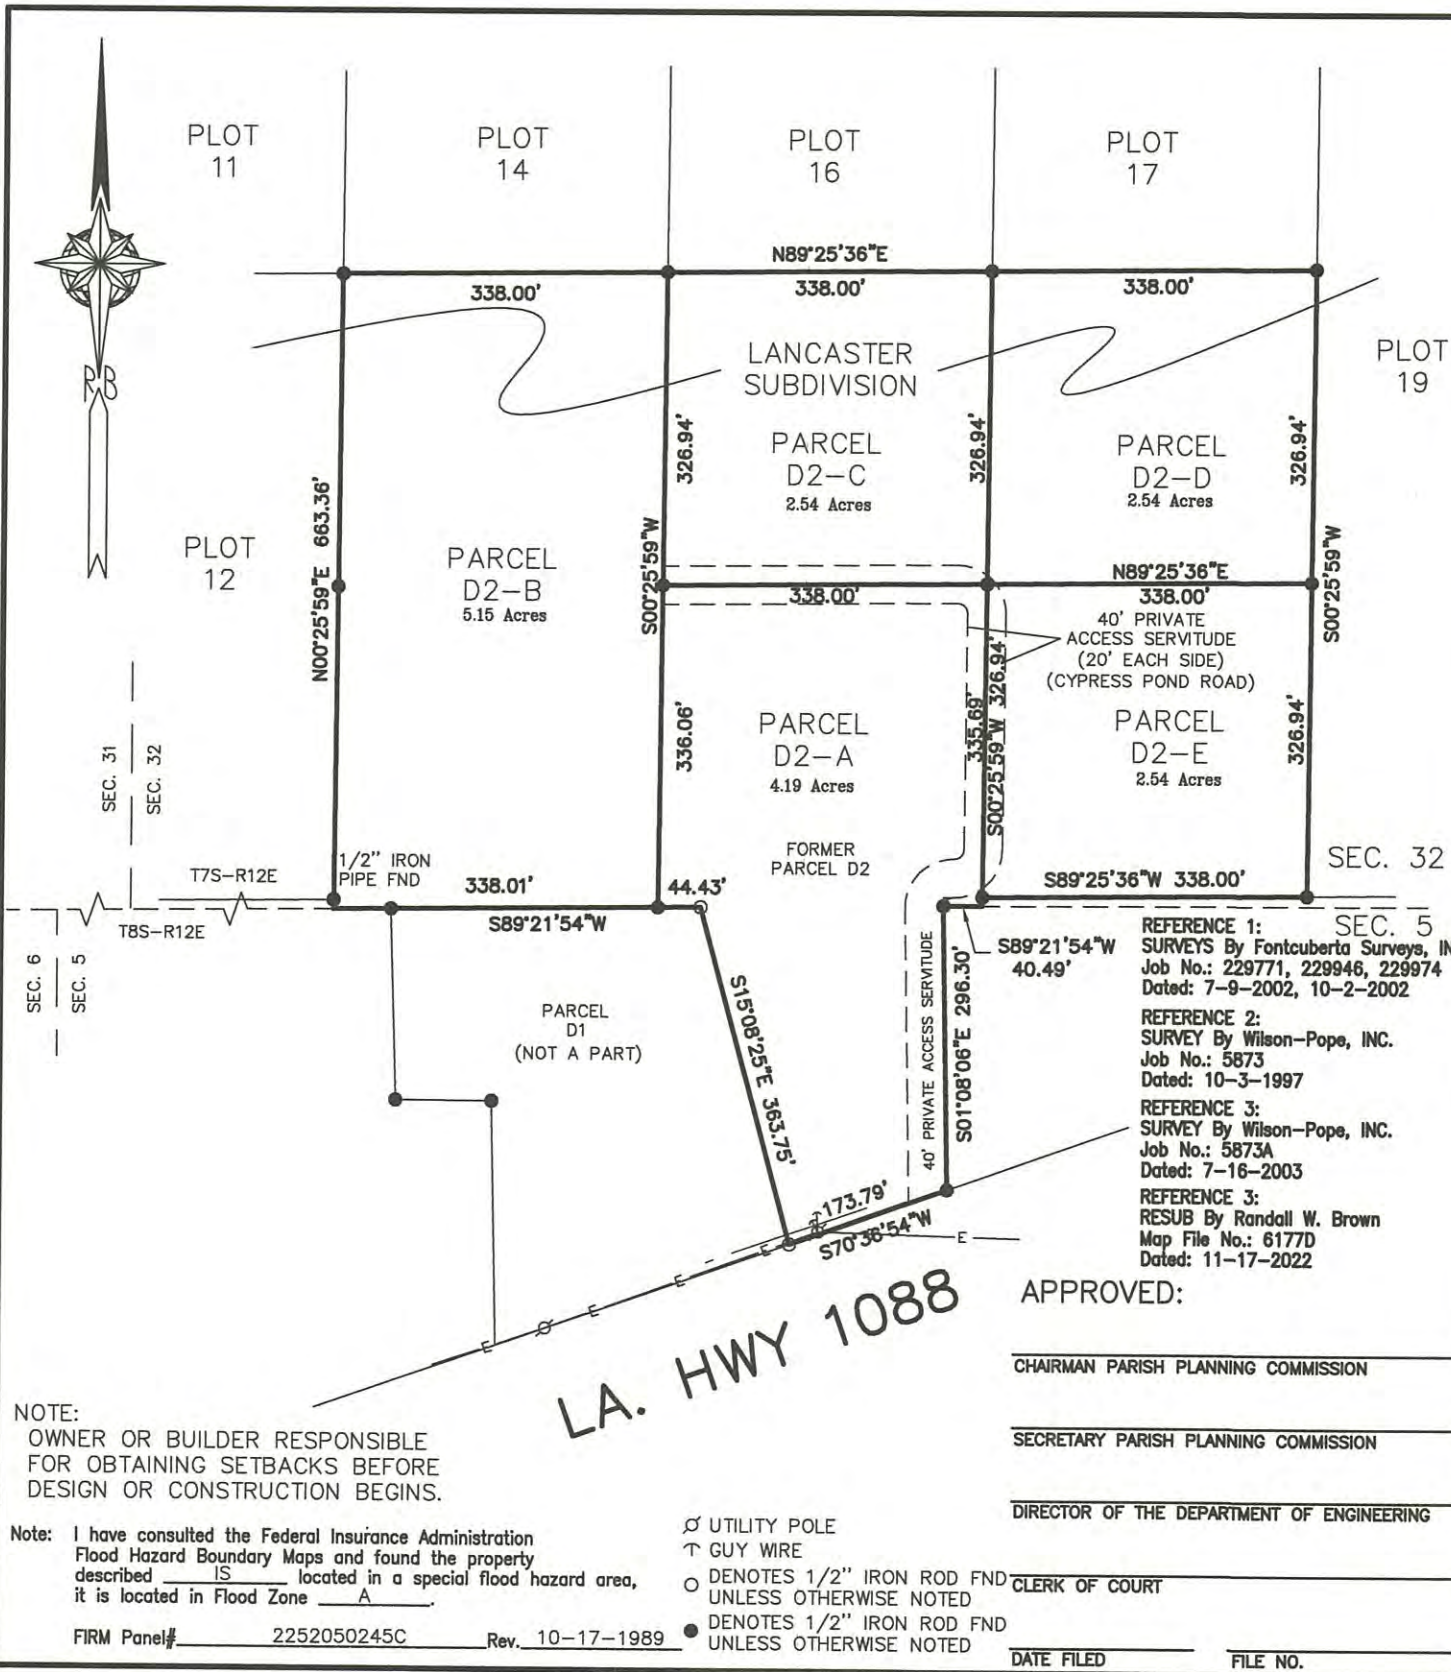 PLOT
11
PLOT
14
PLOT
16
PLOT
17
N89°25'36"E
338.00'
338.00'
338.00'
LANCASTER
SUBDIVISION
PLOT
19
RB
PARCEL
D2-C
2.54 Acres
PARCEL
D2-D
2.54 Acres
326.94'
326.94'
326.94'
N00°25'59"E 663.36'
PLOT
12
PARCEL
D2-B
5.15 Acres
S00°25'59"W
S00°25'59"W
N89°25'36"E
338.00'
338.00'
40' PRIVATE
ACCESS SERVITUDE
(20' EACH SIDE)
(CYPRESS POND ROAD)
336.06'
PARCEL
D2-A
4.19 Acres
335.69'
S00°25'59"W 326.94'
PARCEL
D2-E
2.54 Acres
326.94'
SEC. 31
SEC. 32
FORMER
PARCEL D2
SEC. 32
T7S-R12E
1/2" IRON
PIPE FND
338.01'
44.43'
S89°25'36"W 338.00'
S89°21'54"W
T8S-R12E
SEC. 6
SEC. 5
SEC. 5
S89°21'54"W
40.49'
REFERENCE 1:
SURVEYS By Fontcuberta Surveys, IN
Job No.: 229771, 229946, 229974
Dated: 7-9-2002, 10-2-2002
REFERENCE 2:
SURVEY By Wilson-Pope, INC.
Job No.: 5873
Dated: 10-3-1997
REFERENCE 3:
SURVEY By Wilson-Pope, INC.
Job No.: 5873A
Dated: 7-16-2003
REFERENCE 3:
RESUB By Randall W. Brown
Map File No.: 6177D
Dated: 11-17-2022
PARCEL
D1
(NOT A PART)
S15°08'25"E 363.75'
40' PRIVATE ACCESS SERVITUDE
S01°08'06"E 296.30'
173.79'
S70°36'54"W
E
E
E
E
E
LA. HWY 1088
APPROVED:
CHAIRMAN PARISH PLANNING COMMISSION
SECRETARY PARISH PLANNING COMMISSION
DIRECTOR OF THE DEPARTMENT OF ENGINEERING
CLERK OF COURT
DATE FILED FILE NO.
NOTE:
OWNER OR BUILDER RESPONSIBLE
FOR OBTAINING SETBACKS BEFORE
DESIGN OR CONSTRUCTION BEGINS.
Note: I have consulted the Federal Insurance Administration
Flood Hazard Boundary Maps and found the property
described IS located in a special flood hazard area,
it is located in Flood Zone A.
FIRM Panel# 2252050245C Rev. 10-17-1989
UTILITY POLE
GUY WIRE
DENOTES 1/2" IRON ROD FND
UNLESS OTHERWISE NOTED
DENOTES 1/2" IRON ROD FND
UNLESS OTHERWISE NOTED